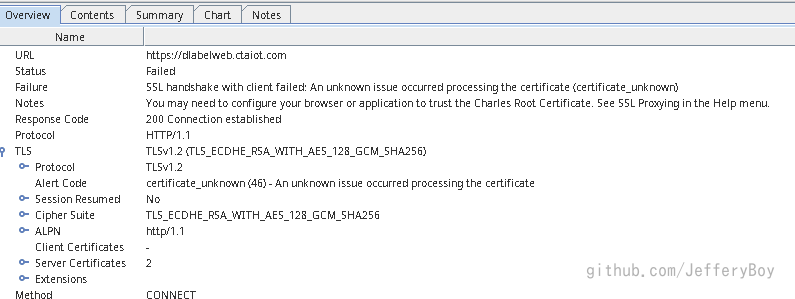 Overview Contents Summary Chart Notes
Name
URL https://dlabelweb.ctaiot.com
Status Failed
Failure SSL handshake with client failed: An unknown issue occurred processing the certificate (certificate_unknown)
Notes You may need to configure your browser or application to trust the Charles Root Certificate. See SSL Proxying in the Help menu.
Response Code 200 Connection established
Protocol HTTP/1.1
TLS TLSv1.2 (TLS_ECDHE_RSA_WITH_AES_128_GCM_SHA256)
Protocol TLSv1.2
Alert Code certificate_unknown (46) - An unknown issue occurred processing the certificate
Session Resumed No
Cipher Suite TLS_ECDHE_RSA_WITH_AES_128_GCM_SHA256
ALPN http/1.1
Client Certificates -
Server Certificates 2
Extensions
github.com/JefferyBoy
Method CONNECT